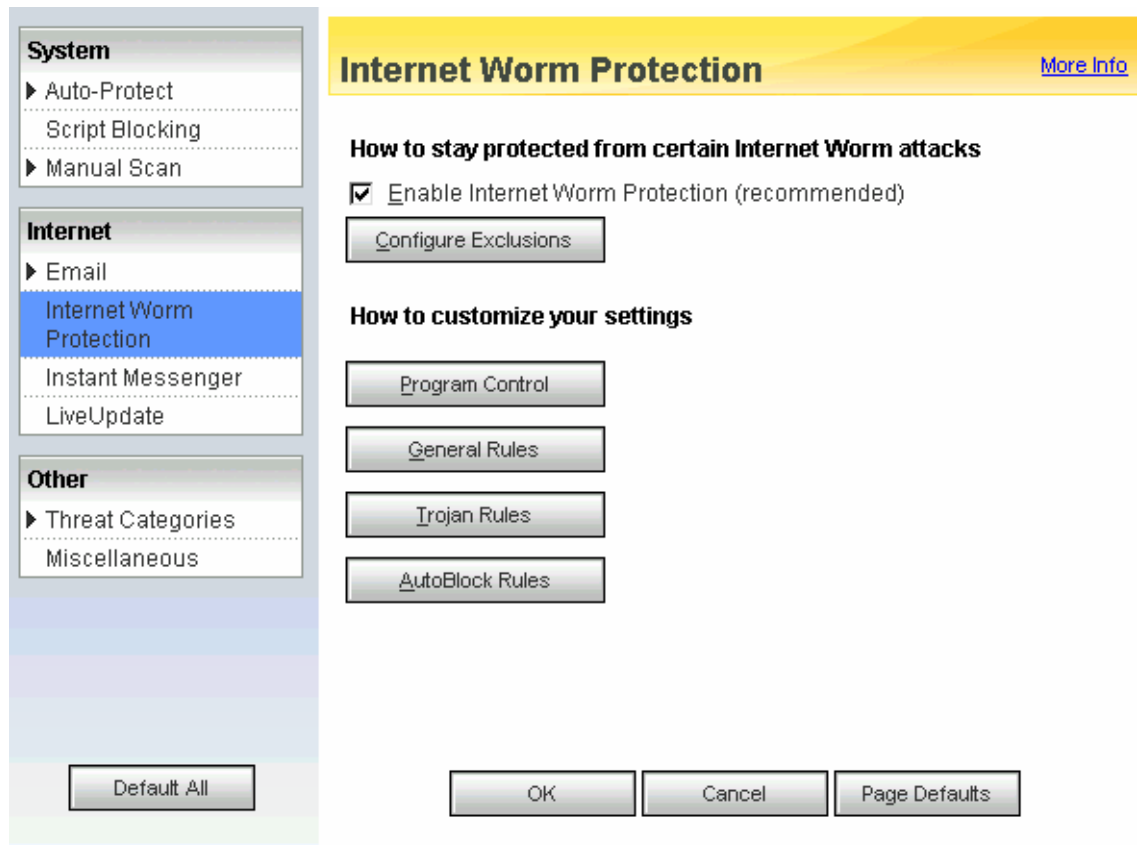 System
Auto-Protect
Script Blocking
Manual Scan
Internet
Email
Internet Worm
Protection
Instant Messenger
LiveUpdate
Other
Threat Categories
Miscellaneous
Default All
Internet Worm Protection
More Info
How to stay protected from certain Internet Worm attacks
Enable Internet Worm Protection (recommended)
Configure Exclusions
How to customize your settings
Program Control
General Rules
Trojan Rules
AutoBlock Rules
OK
Cancel
Page Defaults